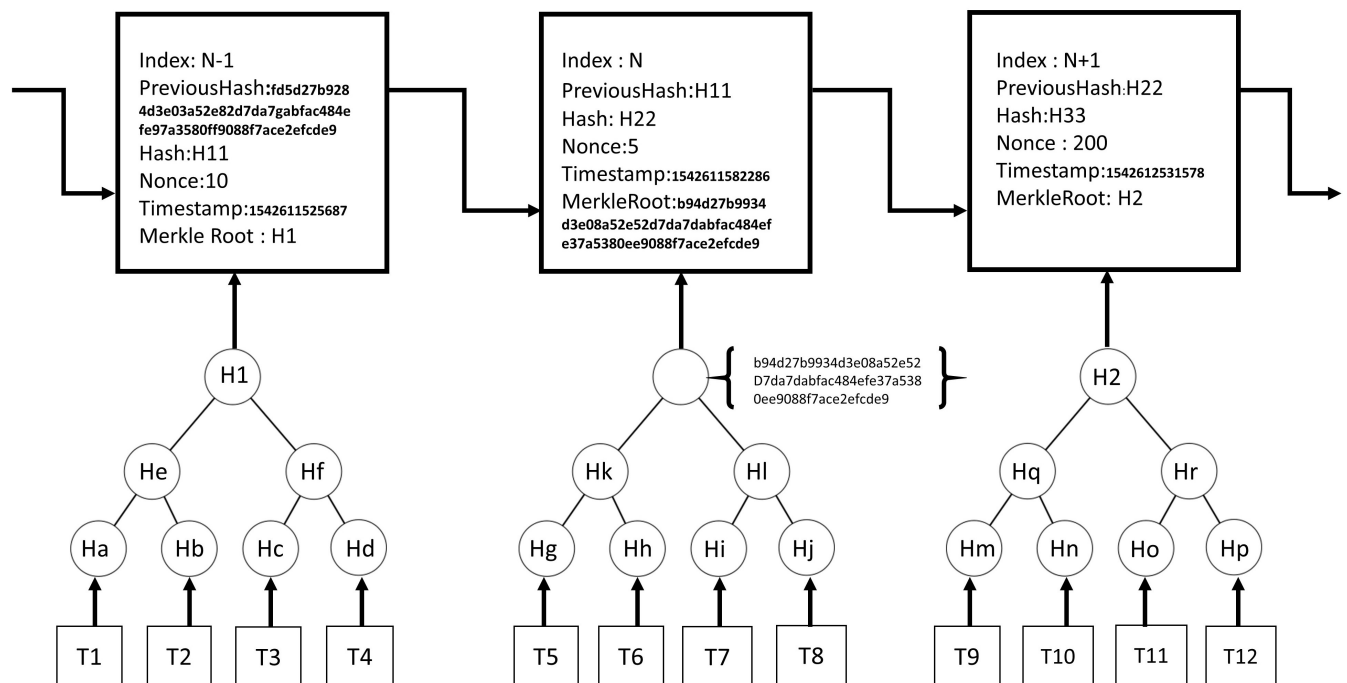 Index: N-1
PreviousHash:fd5d27b928
4d3e03a52e82d7da7gabfac484e
fe97a3580ff9088f7ace2efcde9
Hash:H11
Nonce:10
Timestamp:1542611525687
Merkle Root : H1
Index : N
PreviousHash:H11
Hash: H22
Nonce:5
Timestamp:1542611582286
MerkleRoot:b94d27b9934
d3e08a52e52d7da7dabfac484ef
e37a5380ee9088f7ace2efcde9
Index : N+1
PreviousHash:H22
Hash:H33
Nonce : 200
Timestamp:1542612531578
MerkleRoot: H2
H1
b94d27b9934d3e08a52e52
D7da7dabfac484efe37a538
0ee9088f7ace2efcde9
H2
He
Hf
Hk
Hl
Hq
Hr
Ha
Hb
Hc
Hd
Hg
Hh
Hi
Hj
Hm
Hn
Ho
Hp
T1
T2
T3
T4
T5
T6
T7
T8
T9
T10
T11
T12